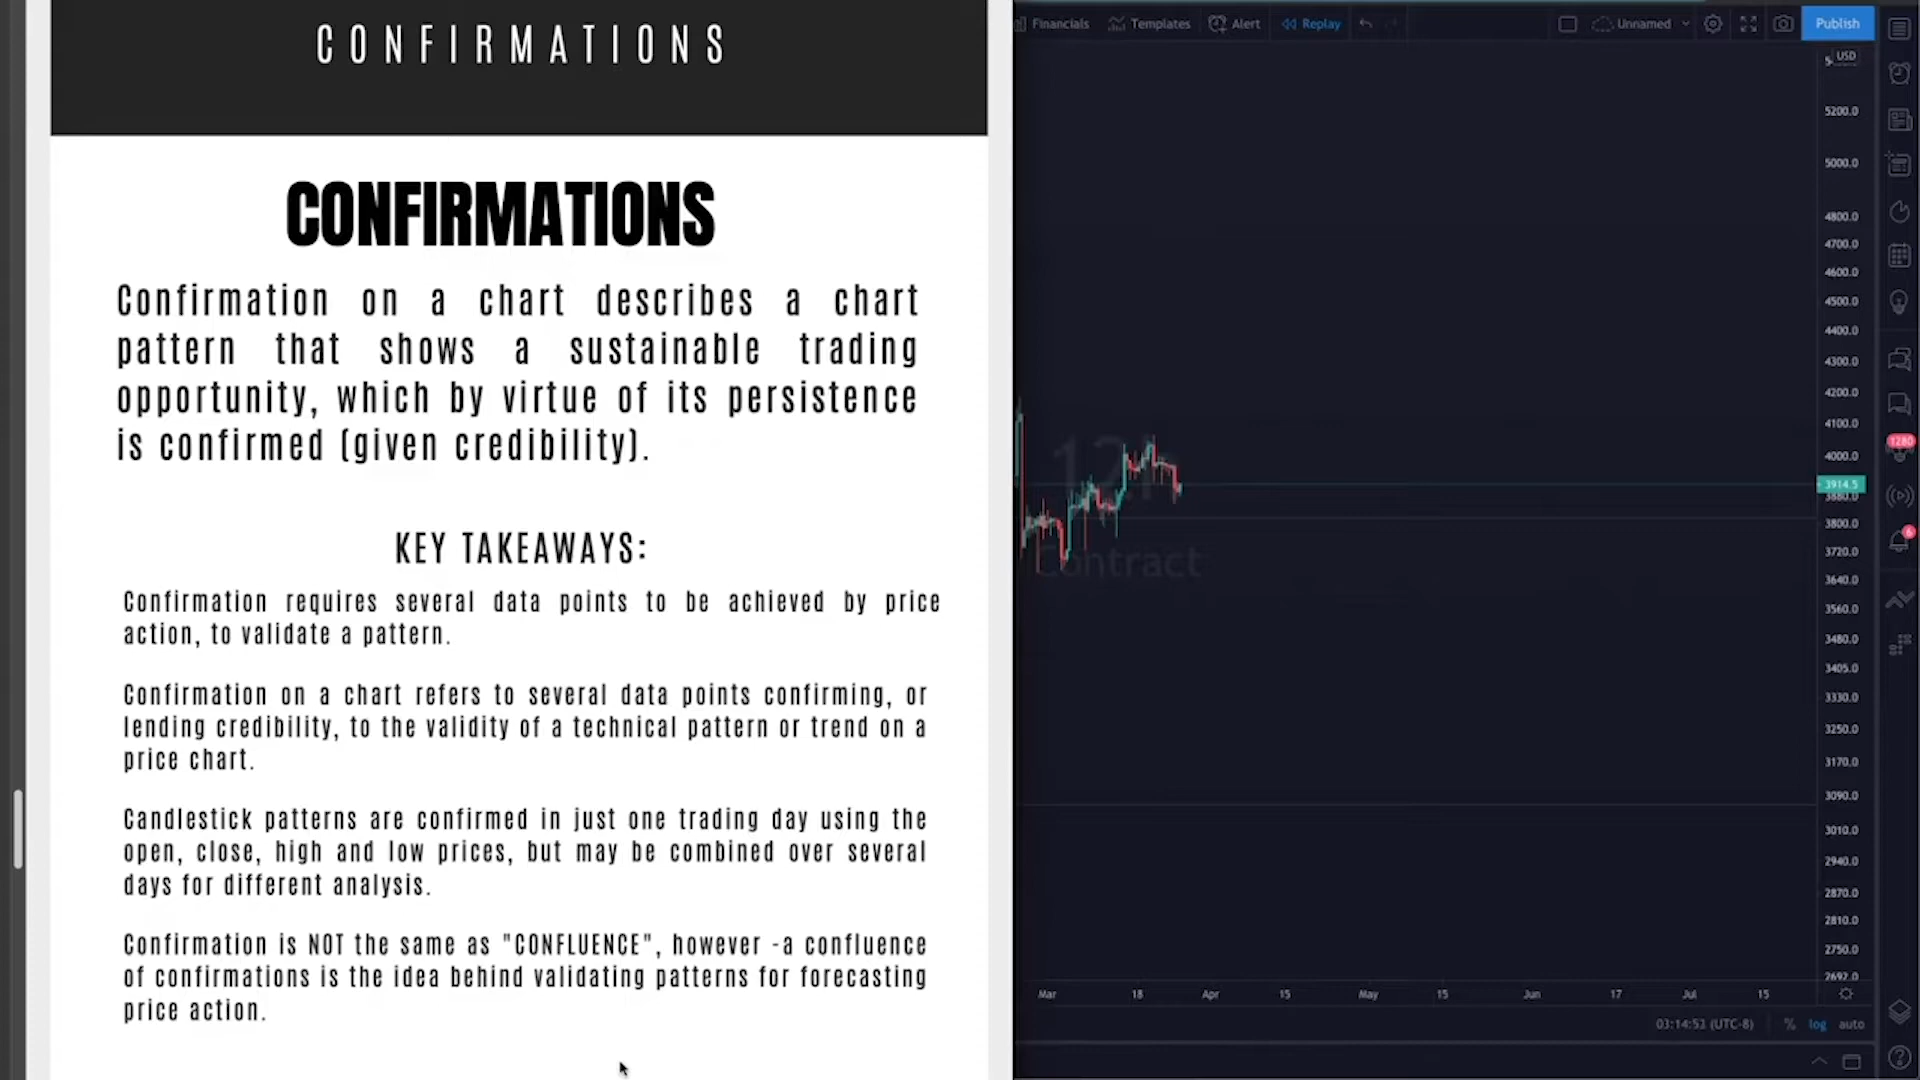 CONFIRMATIONS
CONFIRMATIONS
Confirmation on a chart describes a chart
pattern that shows a sustainable trading
opportunity, which by virtue of its persistence
is confirmed (given credibility).
KEY TAKEAWAYS:
Confirmation requires several data points to be achieved by price
action, to validate a pattern.
Confirmation on a chart refers to several data points confirming, or
lending credibility, to the validity of a technical pattern or trend on a
price chart.
Candlestick patterns are confirmed in just one trading day using the
open, close, high and low prices, but may be combined over several
days for different analysis.
Confirmation is NOT the same as "CONFLUENCE", however -a confluence
of confirmations is the idea behind validating patterns for forecasting
price action.
Financials Templates Alert Replay Unnamed Publish
USD
5200.0
5000.0
4800.0
4700.0
4600.0
4500.0
4400.0
4300.0
4200.0
4100.0
4000.0
3914.5
3880.0
3800.0
3720.0
3640.0
3560.0
3480.0
3405.0
3330.0
3250.0
3170.0
3090.0
3010.0
2940.0
2870.0
2810.0
2750.0
2692.0
12h
Contract
1280
6
Mar 18 Apr 15 May 15 Jun 17 Jul 15
03:14:53 (UTC-8) % log auto